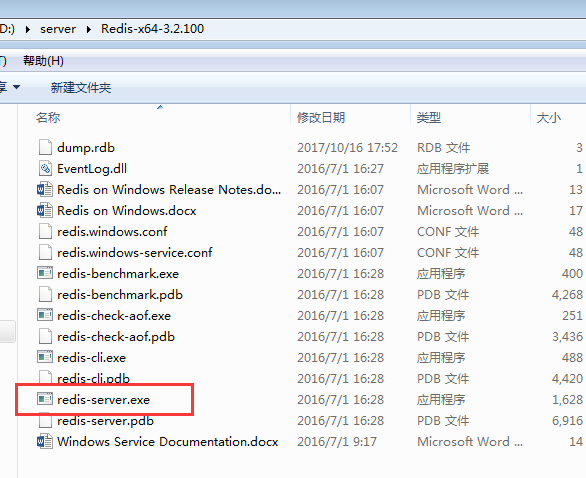 D:) ▸ server ▸ Redis-x64-3.2.100
T) 帮助(H)
享 ▼ 新建文件夹
名称 修改日期 类型 大小
dump.rdb 2017/10/16 17:52 RDB 文件 3
EventLog.dll 2016/7/1 16:27 应用程序扩展 1
Redis on Windows Release Notes.do... 2016/7/1 16:07 Microsoft Word ... 13
Redis on Windows.docx 2016/7/1 16:07 Microsoft Word ... 17
redis.windows.conf 2016/7/1 16:07 CONF 文件 48
redis.windows-service.conf 2016/7/1 16:07 CONF 文件 48
redis-benchmark.exe 2016/7/1 16:28 应用程序 400
redis-benchmark.pdb 2016/7/1 16:28 PDB 文件 4,268
redis-check-aof.exe 2016/7/1 16:28 应用程序 251
redis-check-aof.pdb 2016/7/1 16:28 PDB 文件 3,436
redis-cli.exe 2016/7/1 16:28 应用程序 488
redis-cli.pdb 2016/7/1 16:28 PDB 文件 4,420
redis-server.exe 2016/7/1 16:28 应用程序 1,628
redis-server.pdb 2016/7/1 16:28 PDB 文件 6,916
Windows Service Documentation.docx 2016/7/1 9:17 Microsoft Word ... 14